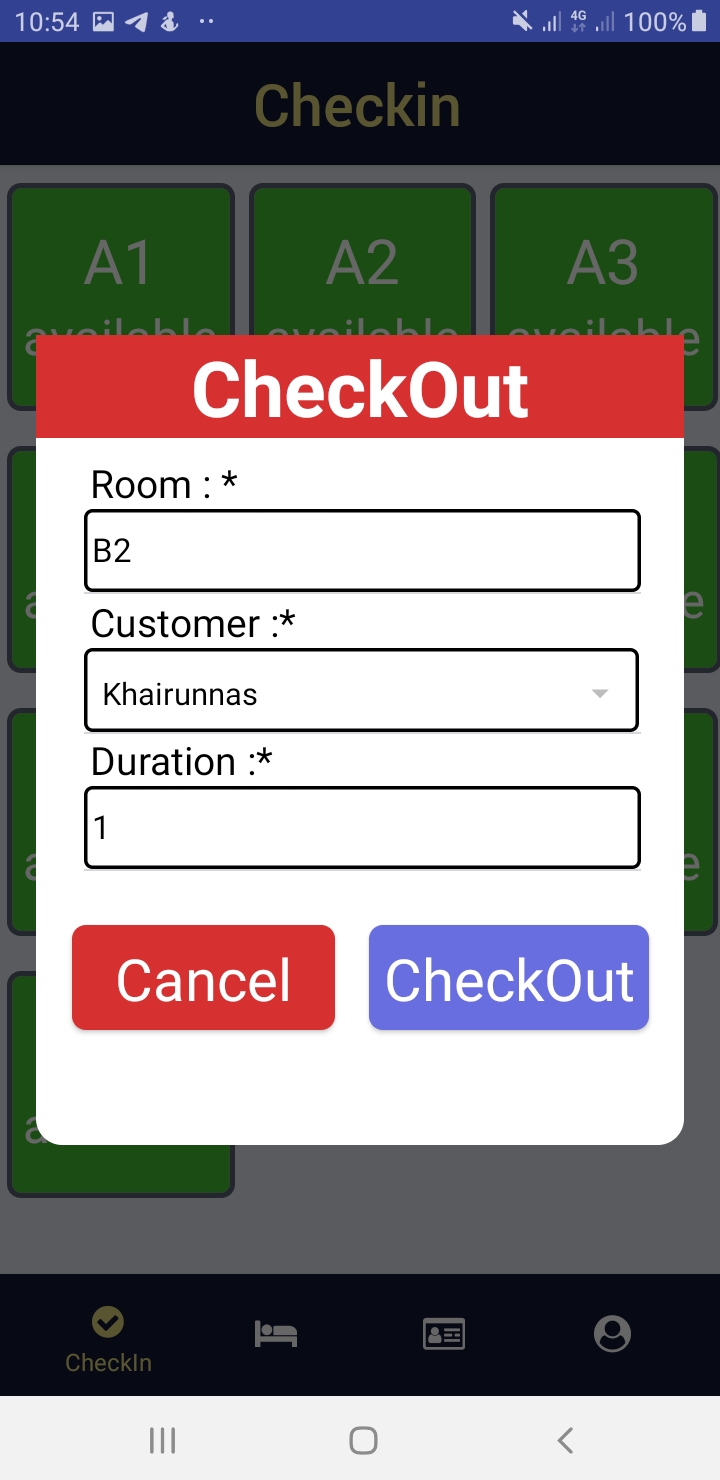 10:54 4G 100%
Checkin
A1 A2 A3
available available available
CheckOut
Room : *
B2
Customer :*
Khairunnas
Duration :*
1
Cancel CheckOut
CheckIn